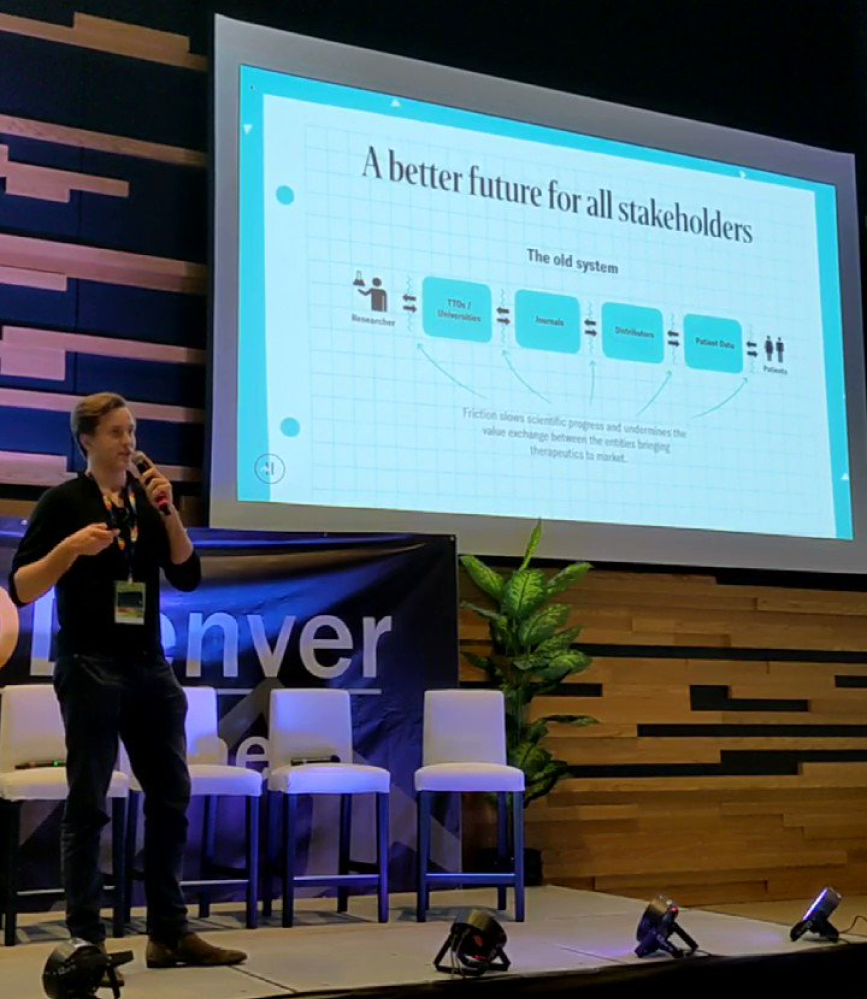 A better future for all stakeholders
The old system
Researcher
TTOs /
Universities
Journals
Distributors
Patient Data
Patients
Friction slows scientific progress and undermines the
value exchange between the entities bringing
therapeutics to market.
Denver